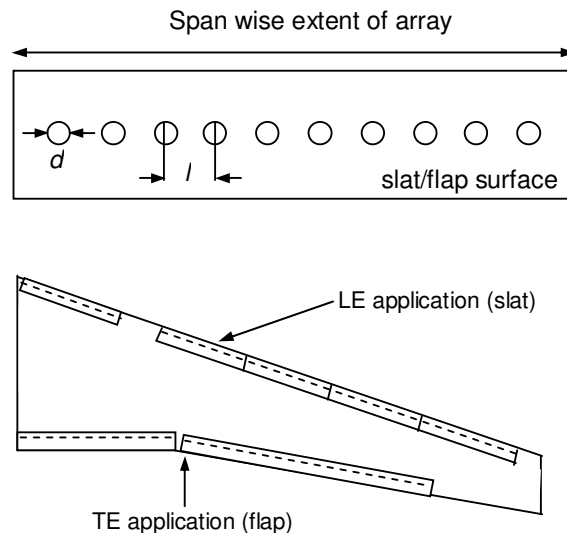 Span wise extent of array
d
l
slat/flap surface
LE application (slat)
TE application (flap)